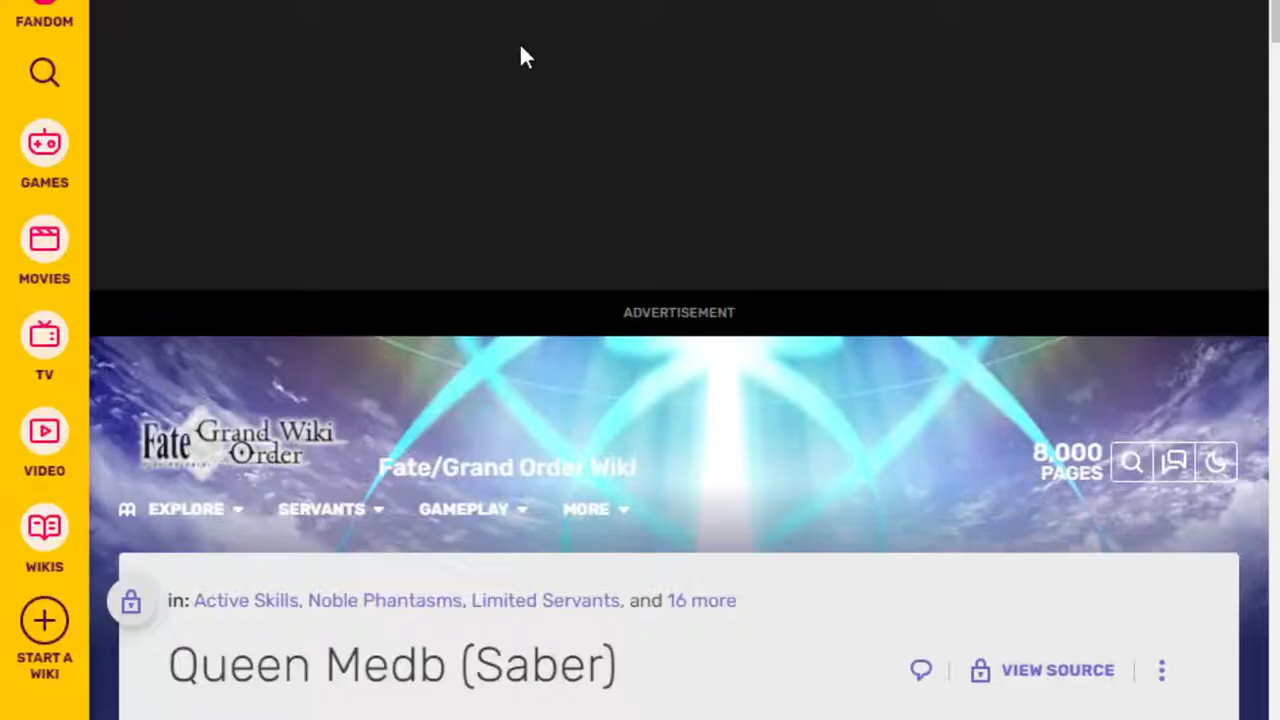 FANDOM
GAMES
MOVIES
TV
VIDEO
WIKIS
START A
WIKI
ADVERTISEMENT
Fate Grand Wiki
Order
Fate/Grand Order Wiki
8,000
PAGES
EXPLORE
SERVANTS
GAMEPLAY
MORE
in: Active Skills, Noble Phantasms, Limited Servants, and 16 more
Queen Medb (Saber)
VIEW SOURCE